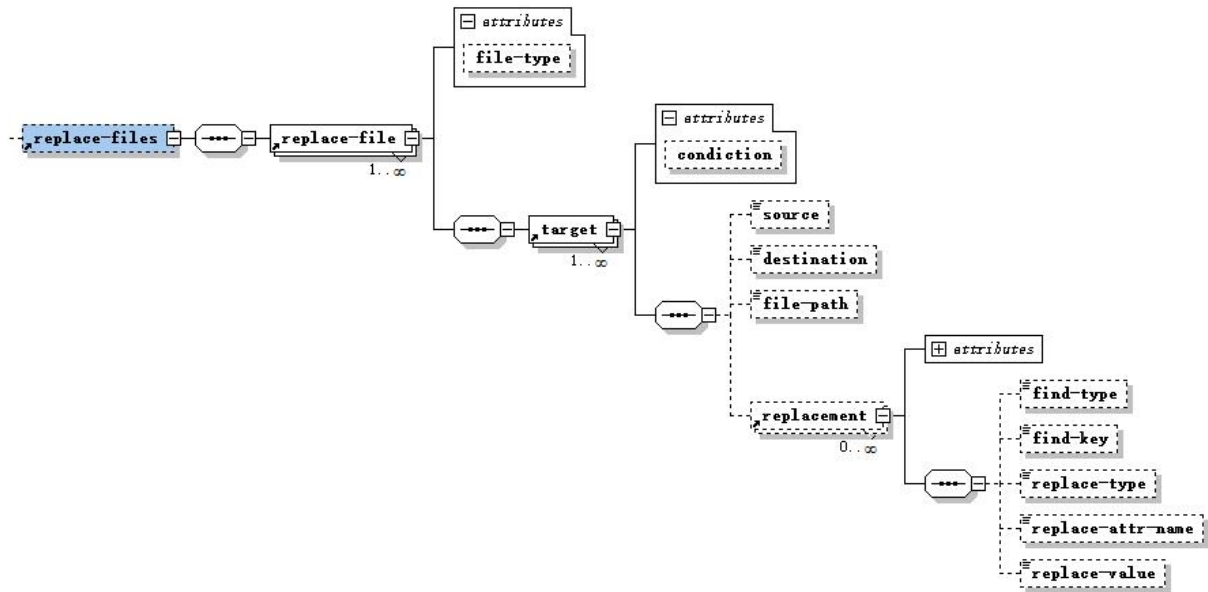 attributes
file-type
replace-files
replace-file
1..∞
attributes
condiction
target
1..∞
source
destination
file-path
attributes
replacement
0..∞
find-type
find-key
replace-type
replace-attr-name
replace-value